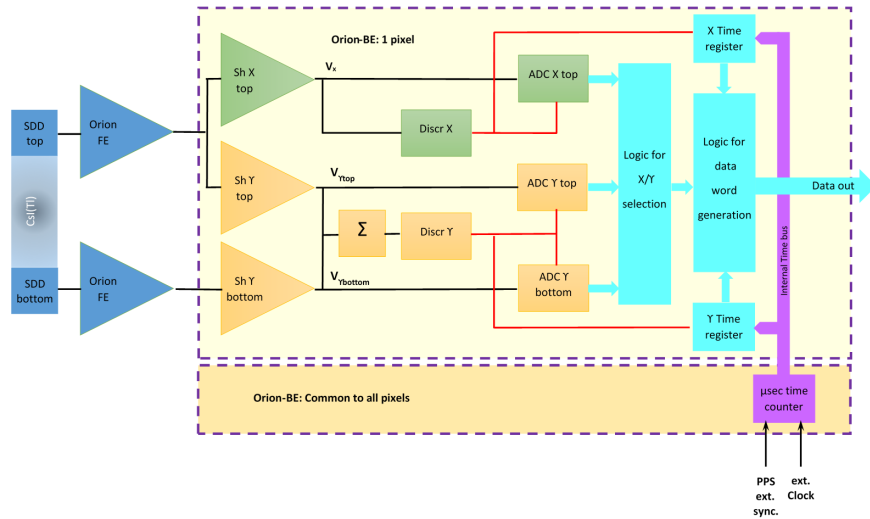 Orion-BE: 1 pixel
X Time
register
Sh X
top
Vx
ADC X top
SDD
top
Orion
FE
Discr X
Logic for
X/ϒ
selection
Logic for
data
word
generation
Data out
CsI(Tl)
Sh ϒ
top
VYtop
ADC ϒ top
Σ
Discr ϒ
Internal Time bus
SDD
bottom
Orion
FE
Sh ϒ
bottom
VYbottom
ADC ϒ
bottom
ϒ Time
register
Orion-BE: Common to all pixels
μsec time
counter
PPS
ext.
sync.
ext.
Clock